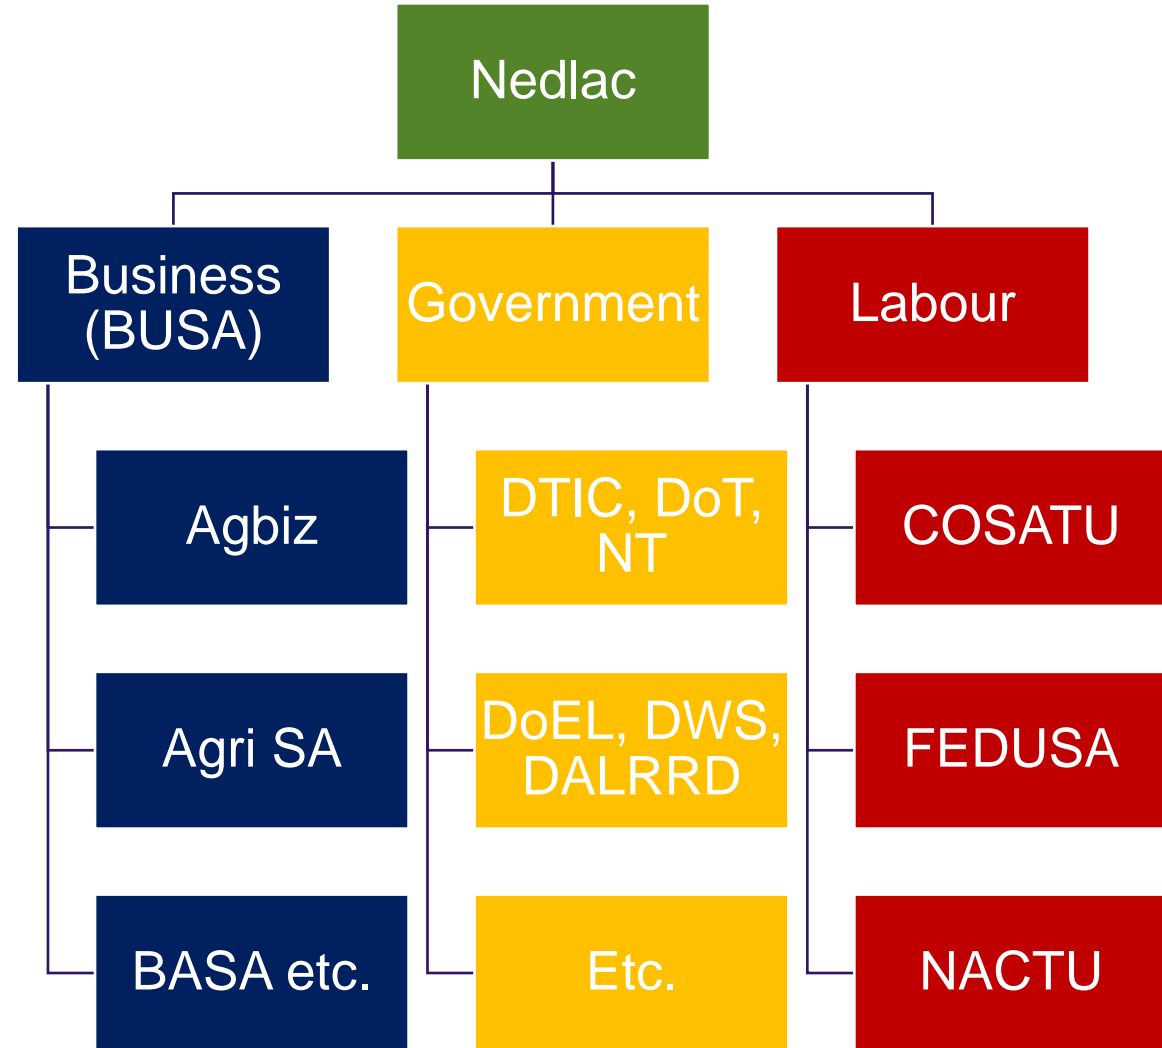 Nedlac
Business
(BUSA)
Government
Labour
Agbiz
DTIC, DoT,
NT
COSATU
Agri SA
DoEL, DWS,
DALRRD
FEDUSA
BASA etc.
Etc.
NACTU